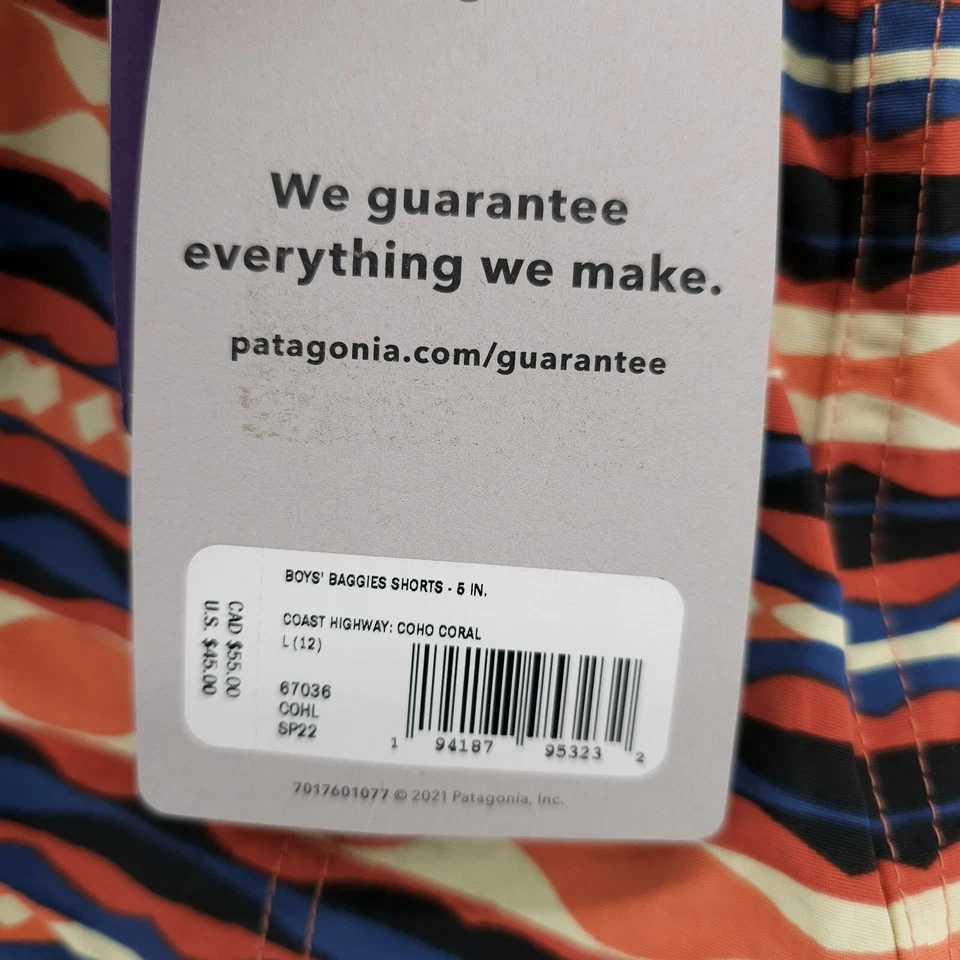 We guarantee
everything we make.
patagonia.com/guarantee
BOYS' BAGGIES SHORTS - 5 IN.
COAST HIGHWAY: COHO CORAL
L (12)
67036
COHL
SP22
CAD $55.00
U.S. $45.00
1 94187 95323 2
7017601077 © 2021 Patagonia, Inc.